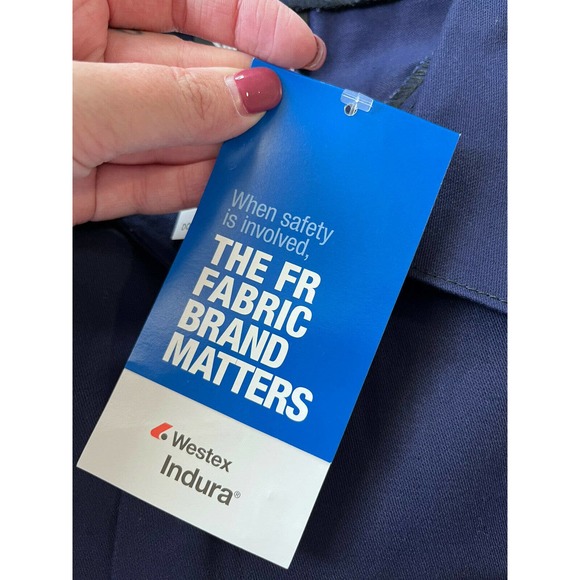 When safety
is involved,
THE FR
FABRIC
BRAND
MATTERS
Westex
Indura®